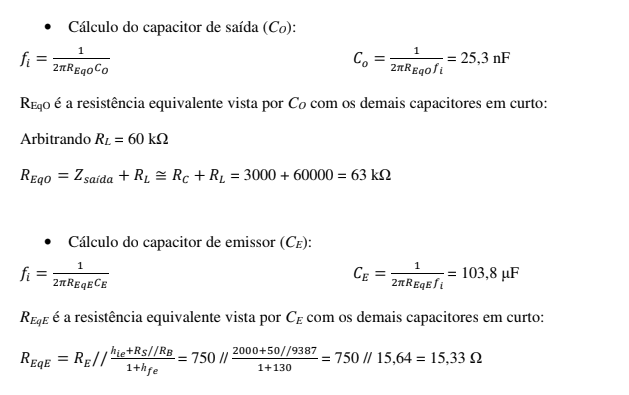 • Cálculo do capacitor de saída (Co):
f_i = 1/(2πR_EqO C_O) C_o = 1/(2πR_EqO f_i) = 25,3 nF
R_EqO é a resistência equivalente vista por C_O com os demais capacitores em curto:
Arbitrando R_L = 60 kΩ
R_EqO = Z_saída + R_L ≅ R_C + R_L = 3000 + 60000 = 63 kΩ
• Cálculo do capacitor de emissor (C_E):
f_i = 1/(2πR_EqE C_E) C_E = 1/(2πR_EqE f_i) = 103,8 μF
R_EqE é a resistência equivalente vista por C_E com os demais capacitores em curto:
R_EqE = R_E // (h_ie+R_S//R_B)/(1+h_fe) = 750 // (2000+50//9387)/(1+130) = 750 // 15,64 = 15,33 Ω